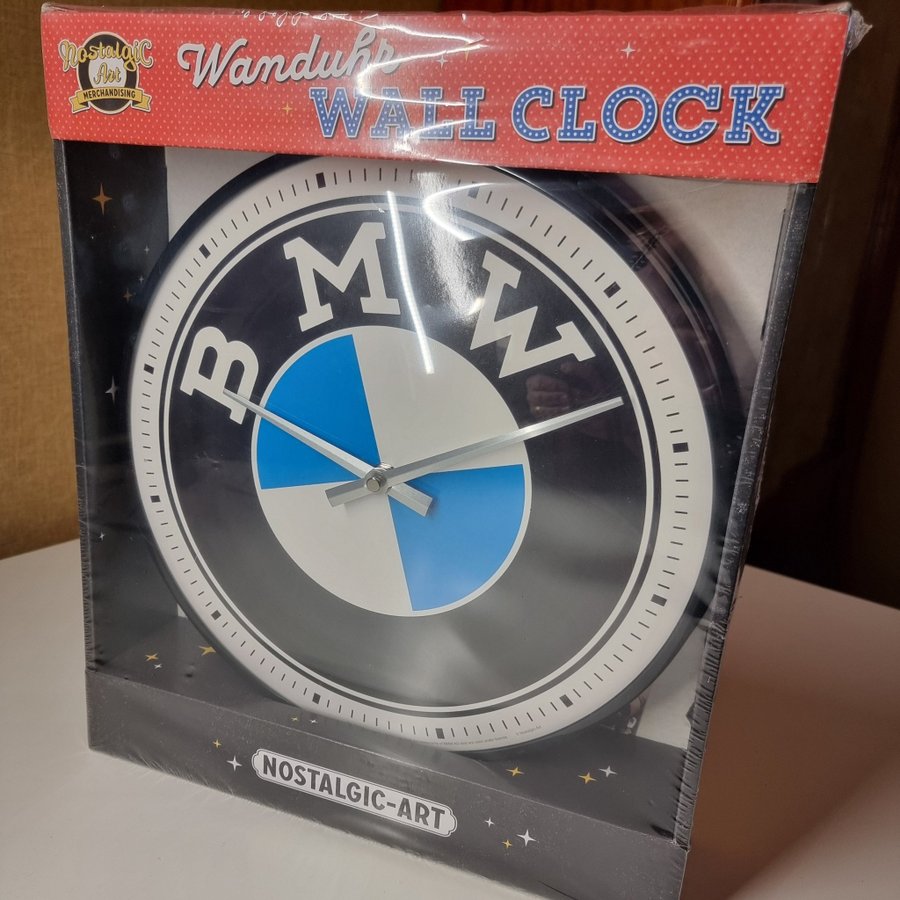 Nostalgic
Art
MERCHANDISING
Wanduhr
WALL CLOCK
BMW
NOSTALGIC-ART